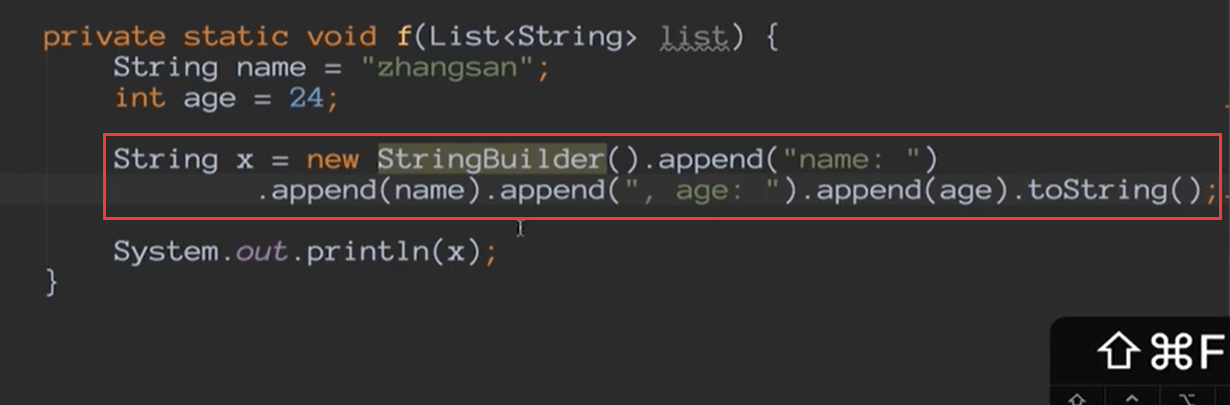 private static void f(List<String> list) {
String name = "zhangsan";
int age = 24;
String x = new StringBuilder().append("name: ")
.append(name).append(", age: ").append(age).toString();
System.out.println(x);
}
⇧⌘F